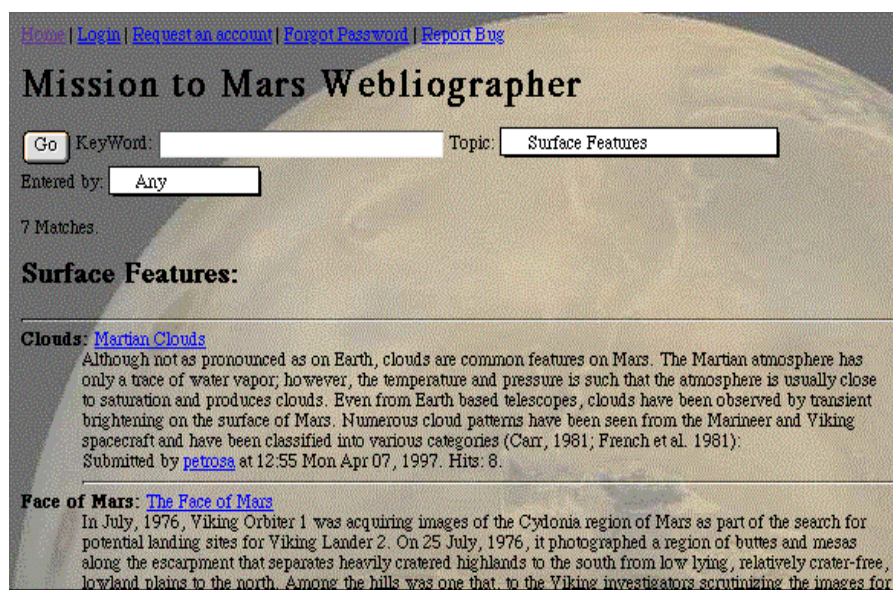 Home | Login | Request an account | Forgot Password | Report Bug
Mission to Mars Webliographer
Go KeyWord: Topic: Surface Features
Entered by: Any
7 Matches.
Surface Features:
Clouds: Martian Clouds
Although not as pronounced as on Earth, clouds are common features on Mars. The Martian atmosphere has
only a trace of water vapor; however, the temperature and pressure is such that the atmosphere is usually close
to saturation and produces clouds. Even from Earth based telescopes, clouds have been observed by transient
brightening on the surface of Mars. Numerous cloud patterns have been seen from the Marineer and Viking
spacecraft and have been classified into various categories (Carr, 1981; French et al. 1981):
Submitted by petrosa at 12:55 Mon Apr 07, 1997. Hits: 8.
Face of Mars: The Face of Mars
In July, 1976, Viking Orbiter 1 was acquiring images of the Cydonia region of Mars as part of the search for
potential landing sites for Viking Lander 2. On 25 July, 1976, it photographed a region of buttes and mesas
along the escarpment that separates heavily cratered highlands to the south from low lying, relatively crater-free,
lowland plains to the north. Among the hills was one that, to the Viking investigators scrutinizing the images for